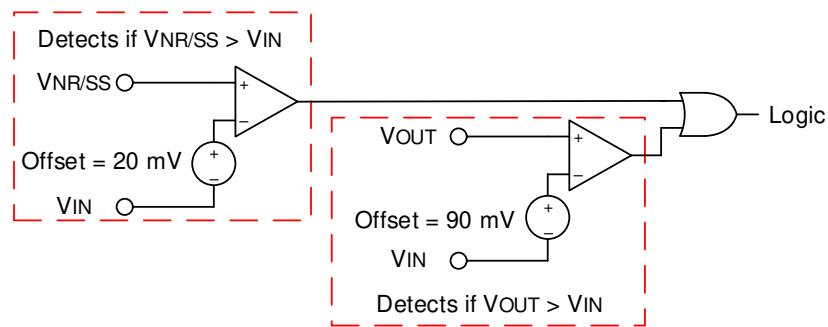 Detects if VNR/SS > VIN
VNR/SS
+
−
Offset = 20 mV
+
−
VIN
Logic
VOUT
+
−
Offset = 90 mV
+
−
VIN
Detects if VOUT > VIN